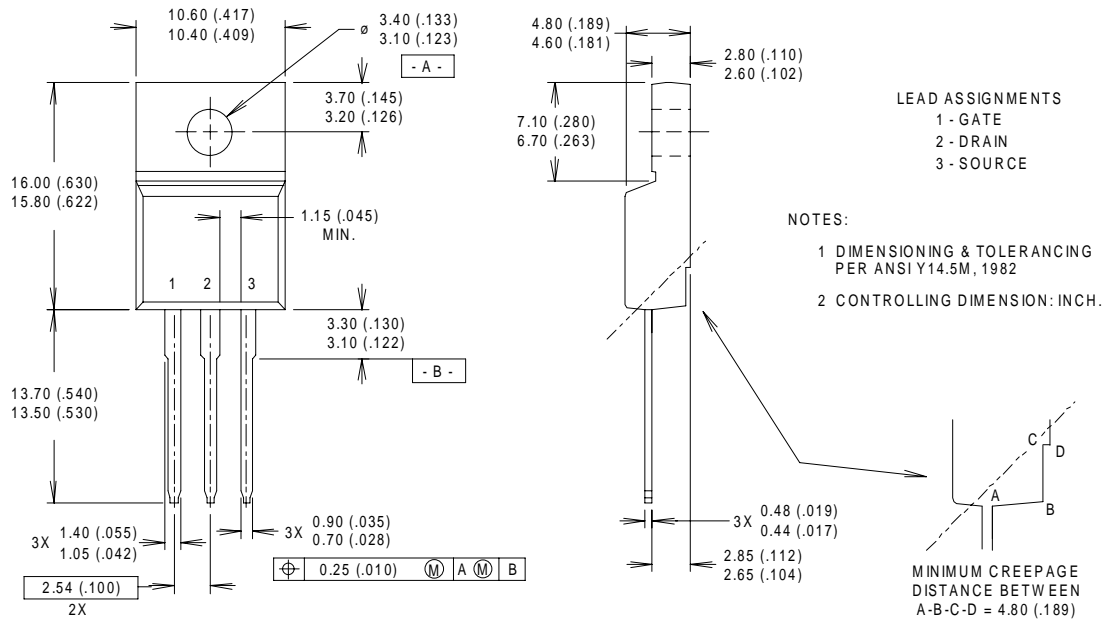 10.60 (.417)
10.40 (.409)
ø 3.40 (.133)
3.10 (.123)
- A -
3.70 (.145)
3.20 (.126)
16.00 (.630)
15.80 (.622)
1.15 (.045)
MIN.
1 2 3
3.30 (.130)
3.10 (.122)
- B -
13.70 (.540)
13.50 (.530)
3X 1.40 (.055)
1.05 (.042)
3X 0.90 (.035)
0.70 (.028)
2.54 (.100)
2X
⌖ 0.25 (.010) Ⓜ A Ⓜ B
4.80 (.189)
4.60 (.181)
2.80 (.110)
2.60 (.102)
7.10 (.280)
6.70 (.263)
3X 0.48 (.019)
0.44 (.017)
2.85 (.112)
2.65 (.104)
LEAD ASSIGNMENTS
1 - GATE
2 - DRAIN
3 - SOURCE
NOTES:
1 DIMENSIONING & TOLERANCING
PER ANSI Y14.5M, 1982
2 CONTROLLING DIMENSION: INCH.
C
D
A
B
MINIMUM CREEPAGE
DISTANCE BETWEEN
A-B-C-D = 4.80 (.189)